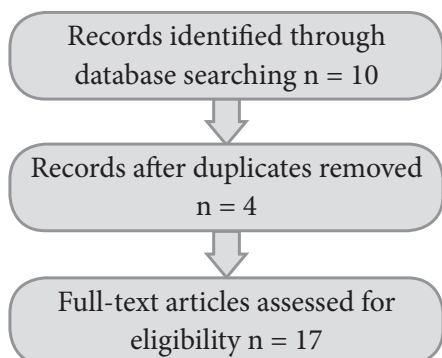 Records identified through
database searching n = 10
Records after duplicates removed
n = 4
Full-text articles assessed for
eligibility n = 17